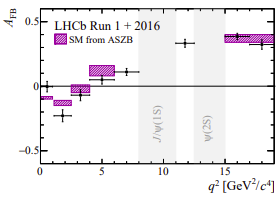 A_FB
LHCb Run 1 + 2016
SM from ASZB
0.5
0
−0.5
J/ψ(1S)
ψ(2S)
0 5 10 15
q² [GeV²/c⁴]